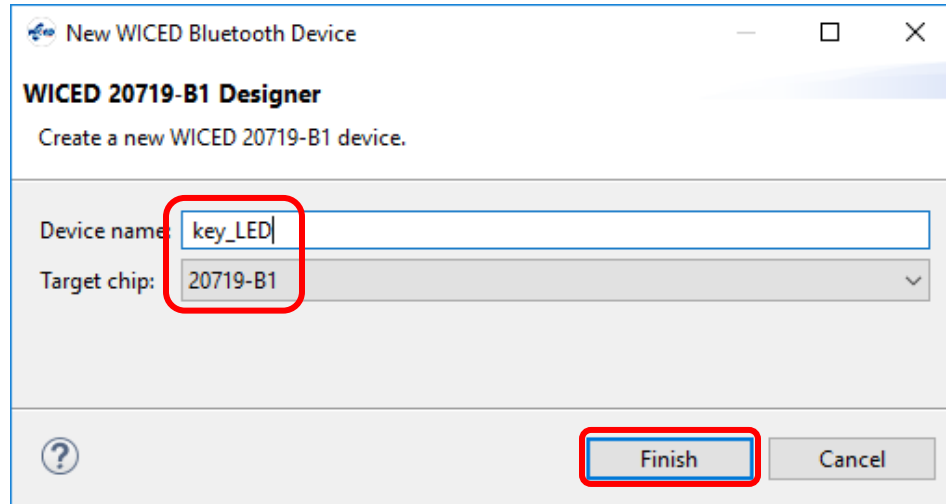 New WICED Bluetooth Device
WICED 20719-B1 Designer
Create a new WICED 20719-B1 device.
Device name: key_LED
Target chip: 20719-B1
? Finish Cancel